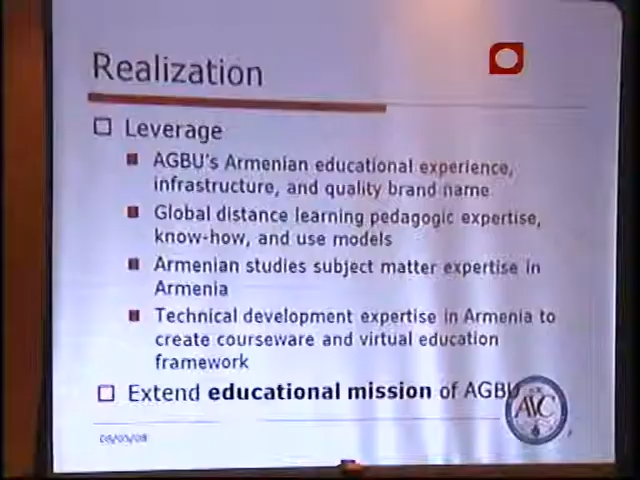 Realization
Leverage
AGBU's Armenian educational experience,
infrastructure, and quality brand name
Global distance learning pedagogic expertise,
know-how, and use models
Armenian studies subject matter expertise in
Armenia
Technical development expertise in Armenia to
create courseware and virtual education
framework
Extend educational mission of AGBU
AVC